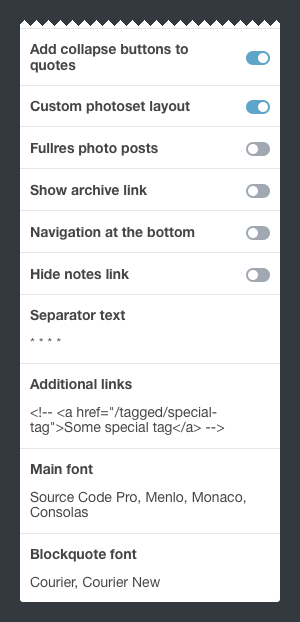 Add collapse buttons to
quotes
Custom photoset layout
Fullres photo posts
Show archive link
Navigation at the bottom
Hide notes link
Separator text
* * * *
Additional links
<!-- <a href="/tagged/special-
tag">Some special tag</a> -->
Main font
Source Code Pro, Menlo, Monaco,
Consolas
Blockquote font
Courier, Courier New